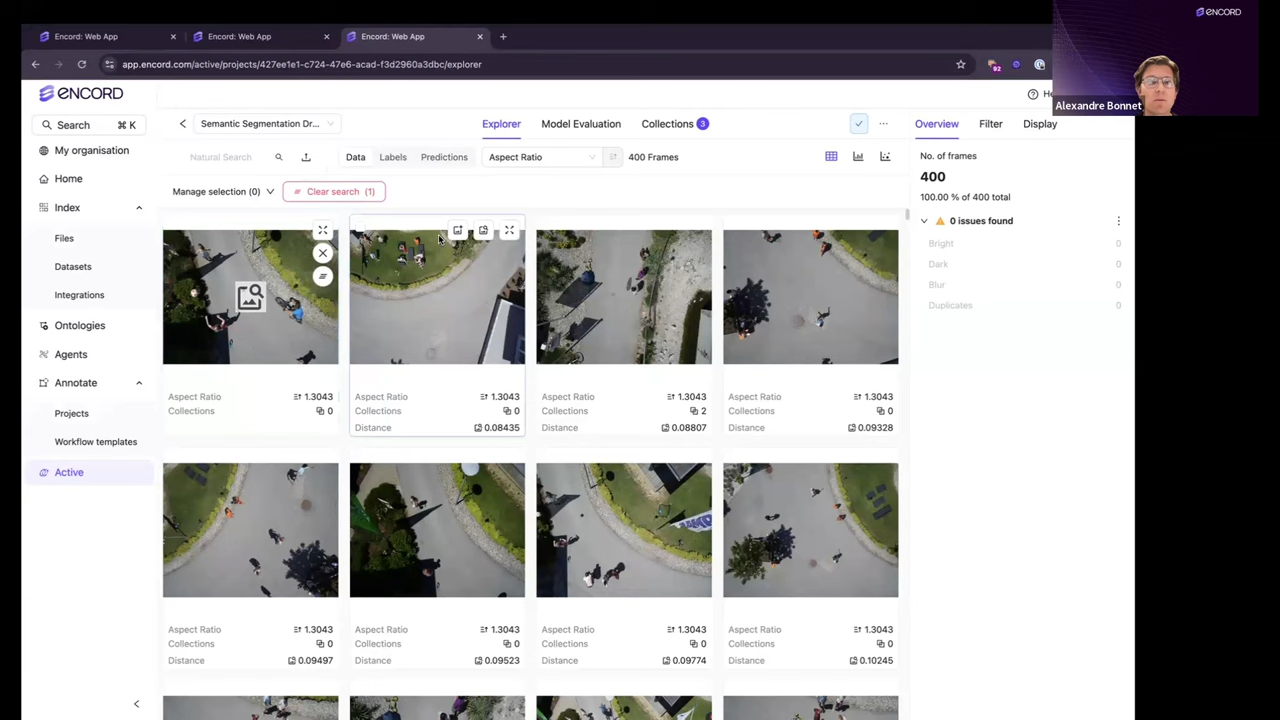 Encord: Web App
Encord: Web App
Encord: Web App
ENCORD
app.encord.com/active/projects/427ee1e1-c724-47e6-acad-f3d2960a3dbc/explorer
92
Alexandre Bonnet
ENCORD
Search ⌘ K
My organisation
Home
Index
Files
Datasets
Integrations
Ontologies
Agents
Annotate
Projects
Workflow templates
Active
Semantic Segmentation Dr...
Explorer
Model Evaluation
Collections 3
Natural Search
Data
Labels
Predictions
Aspect Ratio
400 Frames
Manage selection (0)
Clear search (1)
Aspect Ratio 1.3043
Collections 0
Aspect Ratio 1.3043
Collections 0
Distance 0.08435
Aspect Ratio 1.3043
Collections 2
Distance 0.08807
Aspect Ratio 1.3043
Collections 0
Distance 0.09328
Aspect Ratio 1.3043
Collections 0
Distance 0.09497
Aspect Ratio 1.3043
Collections 0
Distance 0.09523
Aspect Ratio 1.3043
Collections 0
Distance 0.09774
Aspect Ratio 1.3043
Collections 0
Distance 0.10245
Overview
Filter
Display
No. of frames
400
100.00 % of 400 total
0 issues found
Bright 0
Dark 0
Blur 0
Duplicates 0